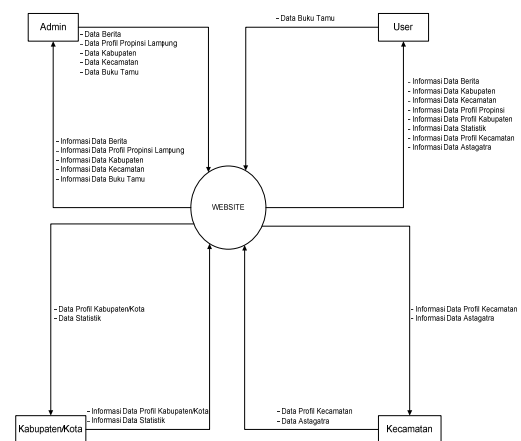 Admin
- Data Berita
- Data Profil Propinsi Lampung
- Data Kabupaten
- Data Kecamatan
- Data Buku Tamu
- Data Buku Tamu
User
- Informasi Berita
- Informasi Data Kabupaten
- Informasi Data Kecamatan
- Informasi Data Profil Propinsi
- Informasi Data Profil Kabupaten
- Informasi Data Statistik
- Informasi Data Profil Kecamatan
- Informasi Data Astagatra
- Informasi Data Berita
- Informasi Data Profil Propinsi Lampung
- Informasi Data Kabupaten
- Informasi Data Kecamatan
- Informasi Data Buku Tamu
WEBSITE
- Data Profil Kabupaten/Kota
- Data Statistik
- Informasi Data Profil Kecamatan
- Informasi Data Astagatra
Kabupaten/Kota
- Informasi Data Profil Kabupaten/Kota
- Informasi Data Statistik
- Data Profil Kecamatan
- Data Astagatra
Kecamatan